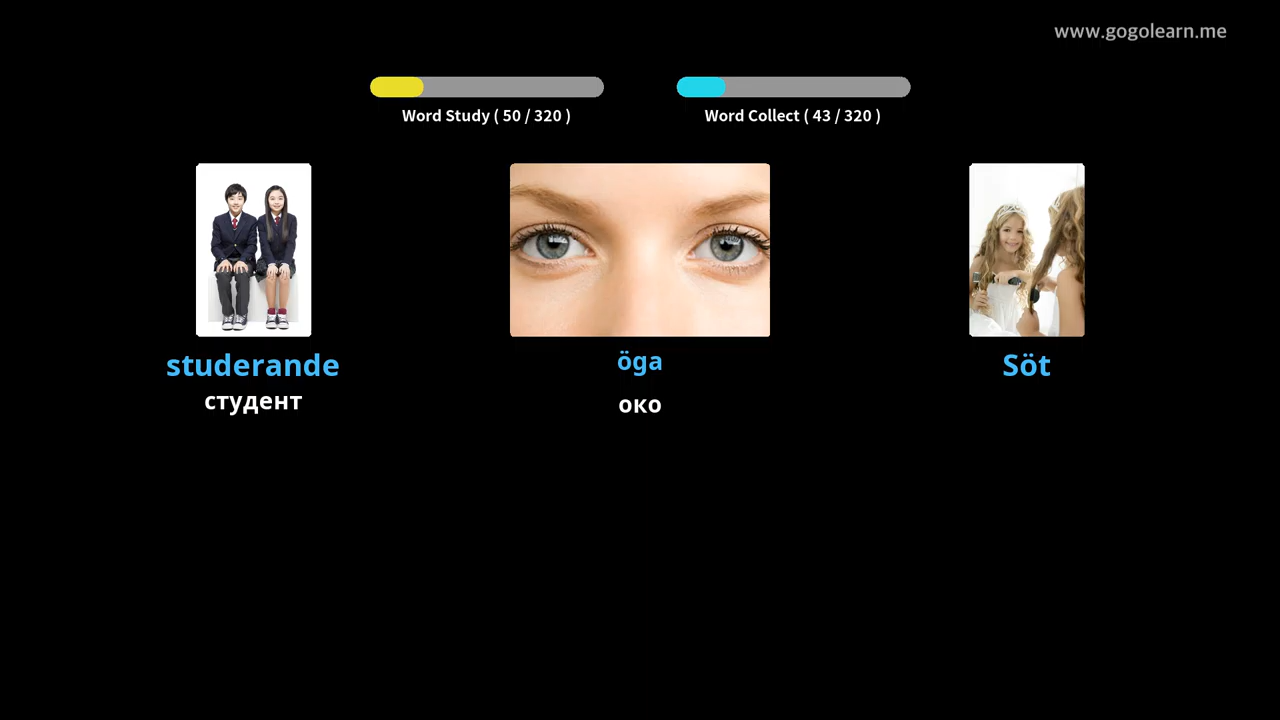 www.gogolearn.me
Word Study ( 50 / 320 )
Word Collect ( 43 / 320 )
studerande
студент
öga
око
Söt